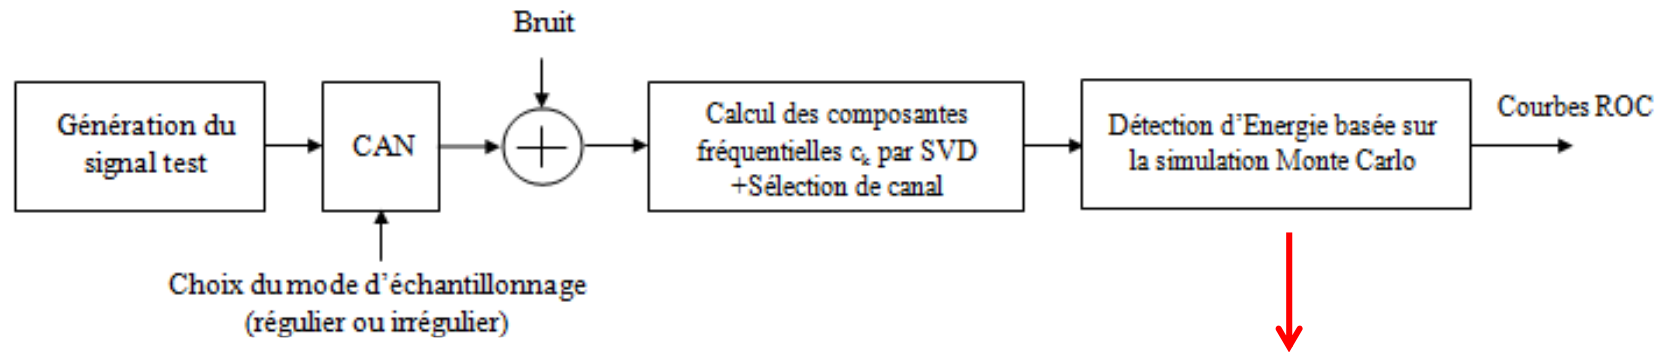 Bruit
Génération du
signal test
CAN
Calcul des composantes
fréquentielles cₖ par SVD
+Sélection de canal
Détection d'Energie basée sur
la simulation Monte Carlo
Courbes ROC
Choix du mode d'échantillonnage
(régulier ou irrégulier)